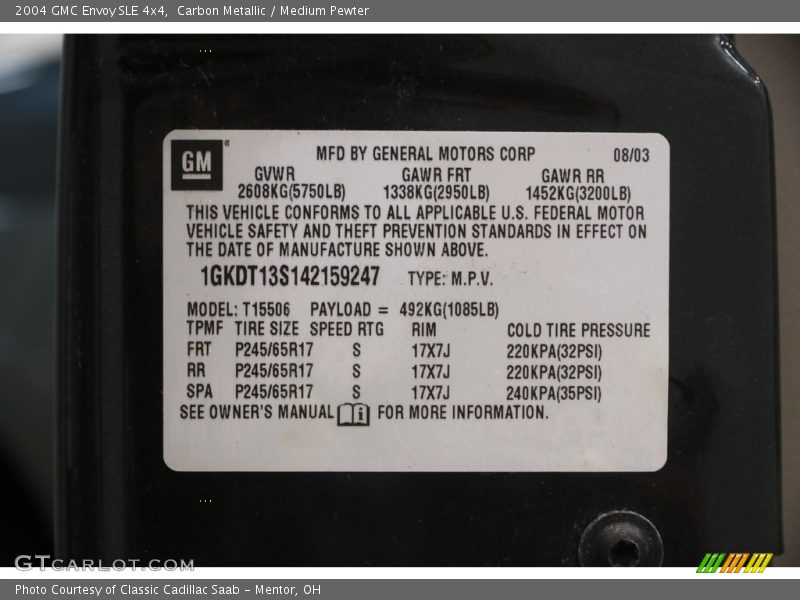 2004 GMC Envoy SLE 4x4, Carbon Metallic / Medium Pewter
GM
MFD BY GENERAL MOTORS CORP 08/03
GVWR GAWR FRT GAWR RR
2608KG(5750LB) 1338KG(2950LB) 1452KG(3200LB)
THIS VEHICLE CONFORMS TO ALL APPLICABLE U.S. FEDERAL MOTOR
VEHICLE SAFETY AND THEFT PREVENTION STANDARDS IN EFFECT ON
THE DATE OF MANUFACTURE SHOWN ABOVE.
1GKDT13S142159247 TYPE: M.P.V.
MODEL: T15506 PAYLOAD = 492KG(1085LB)
TPMF TIRE SIZE SPEED RTG RIM COLD TIRE PRESSURE
FRT P245/65R17 S 17X7J 220KPA(32PSI)
RR P245/65R17 S 17X7J 220KPA(32PSI)
SPA P245/65R17 S 17X7J 240KPA(35PSI)
SEE OWNER'S MANUAL FOR MORE INFORMATION.
GTCARLOT.COM
Photo Courtesy of Classic Cadillac Saab - Mentor, OH